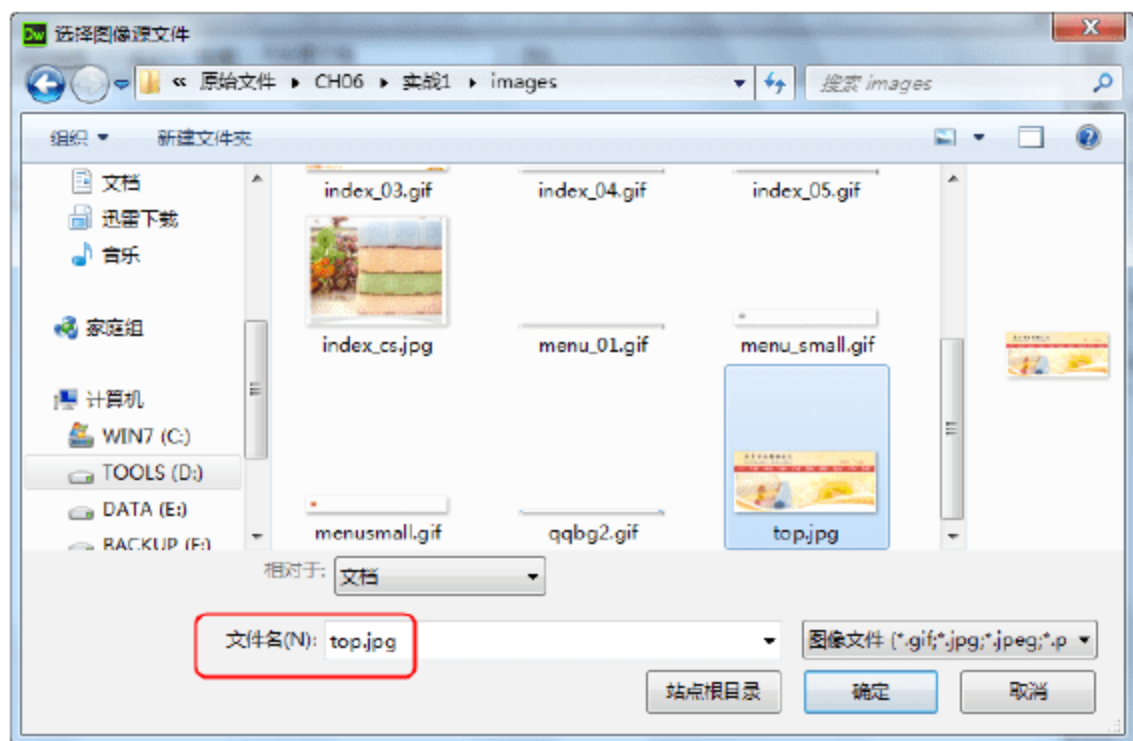 Dw 选择图像源文件
« 原始文件 ▸ CH06 ▸ 实战1 ▸ images
搜索 images
组织
新建文件夹
文档
迅雷下载
音乐
家庭组
计算机
WIN7 (C:)
TOOLS (D:)
DATA (E:)
BACKUP (F:)
index_03.gif
index_04.gif
index_05.gif
index_cs.jpg
menu_01.gif
menu_small.gif
menusmall.gif
qqbg2.gif
top.jpg
相对于: 文档
文件名(N): top.jpg
图像文件 (*.gif;*.jpg;*.jpeg;*.p
站点根目录
确定
取消